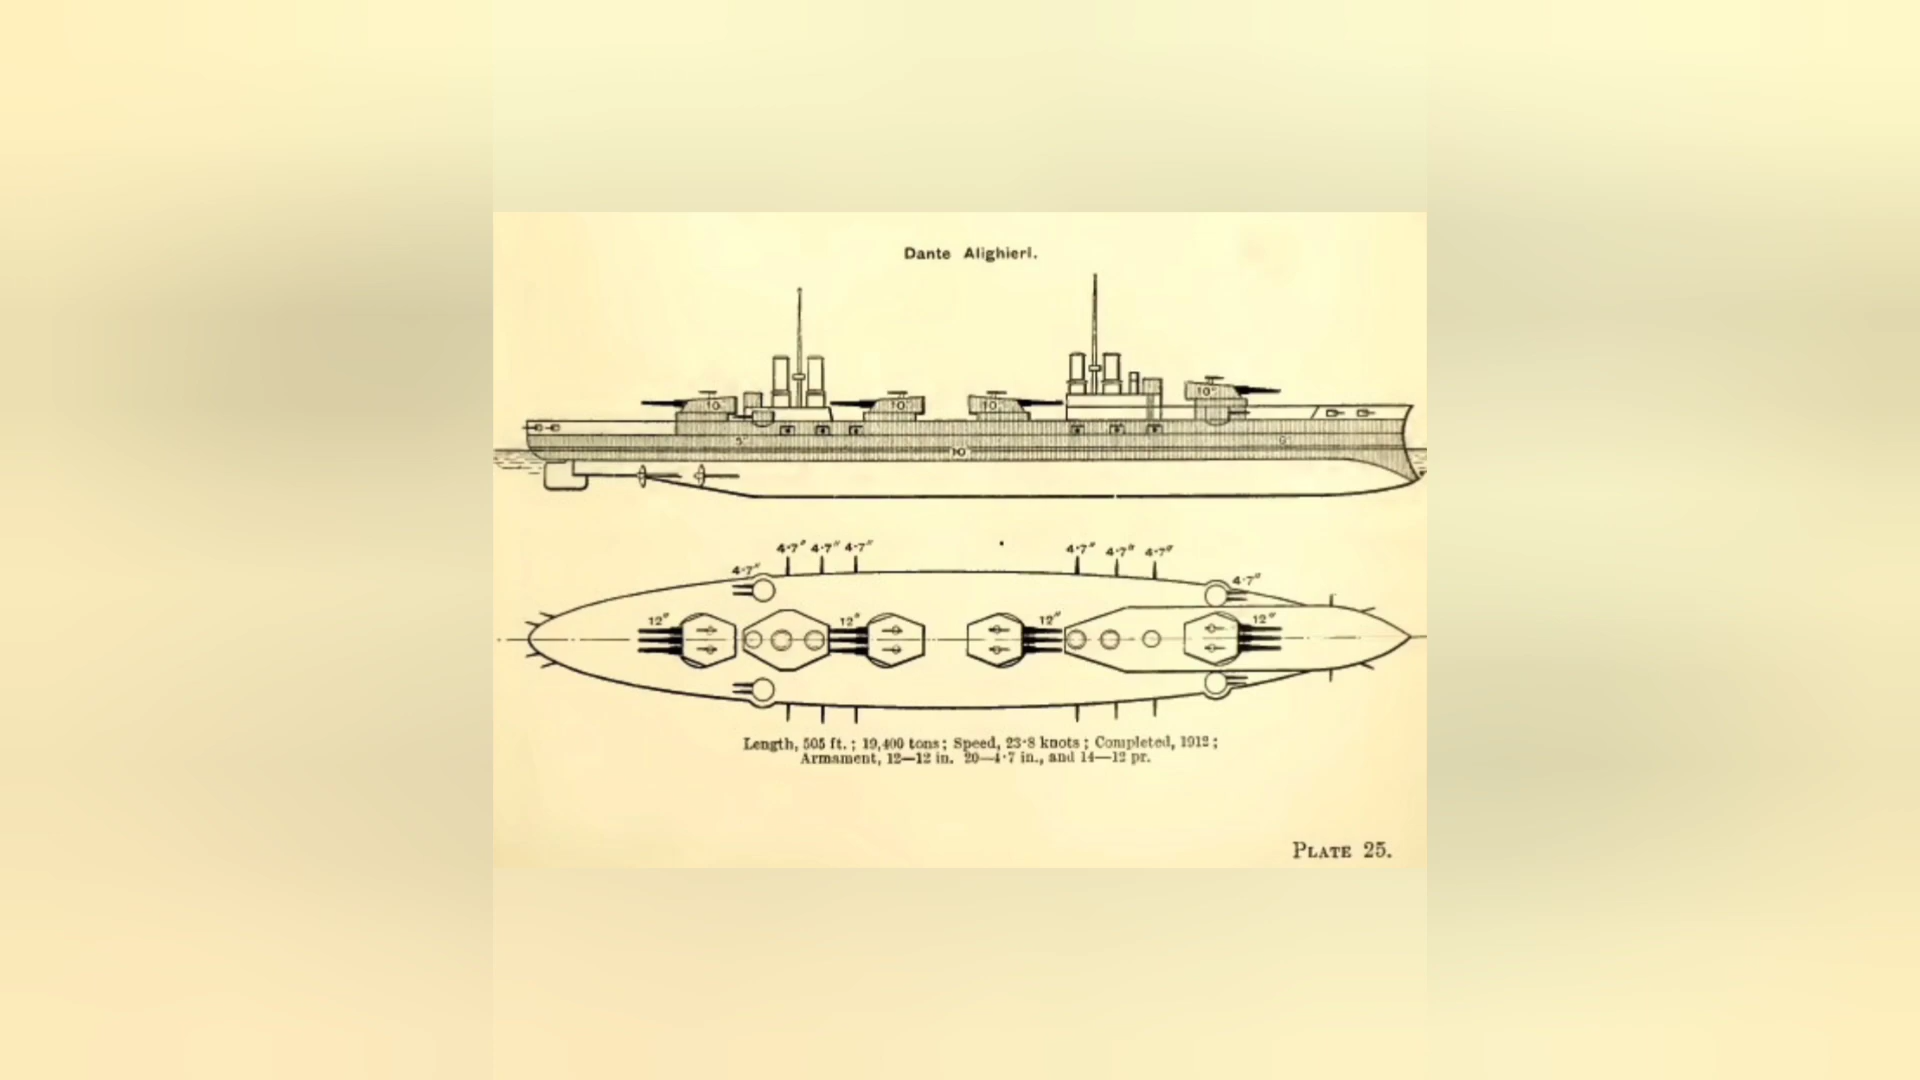 Dante Alighieri.
10"
10"
10"
10"
5"
10"
6"
4·7" 4·7" 4·7" 4·7" 4·7" 4·7"
4·7" 4·7"
12" 12" 12" 12"
Length, 505 ft.; 19,400 tons; Speed, 23·8 knots; Completed, 1912;
Armament, 12—12 in. 20—4·7 in., and 14—12 pr.
PLATE 25.